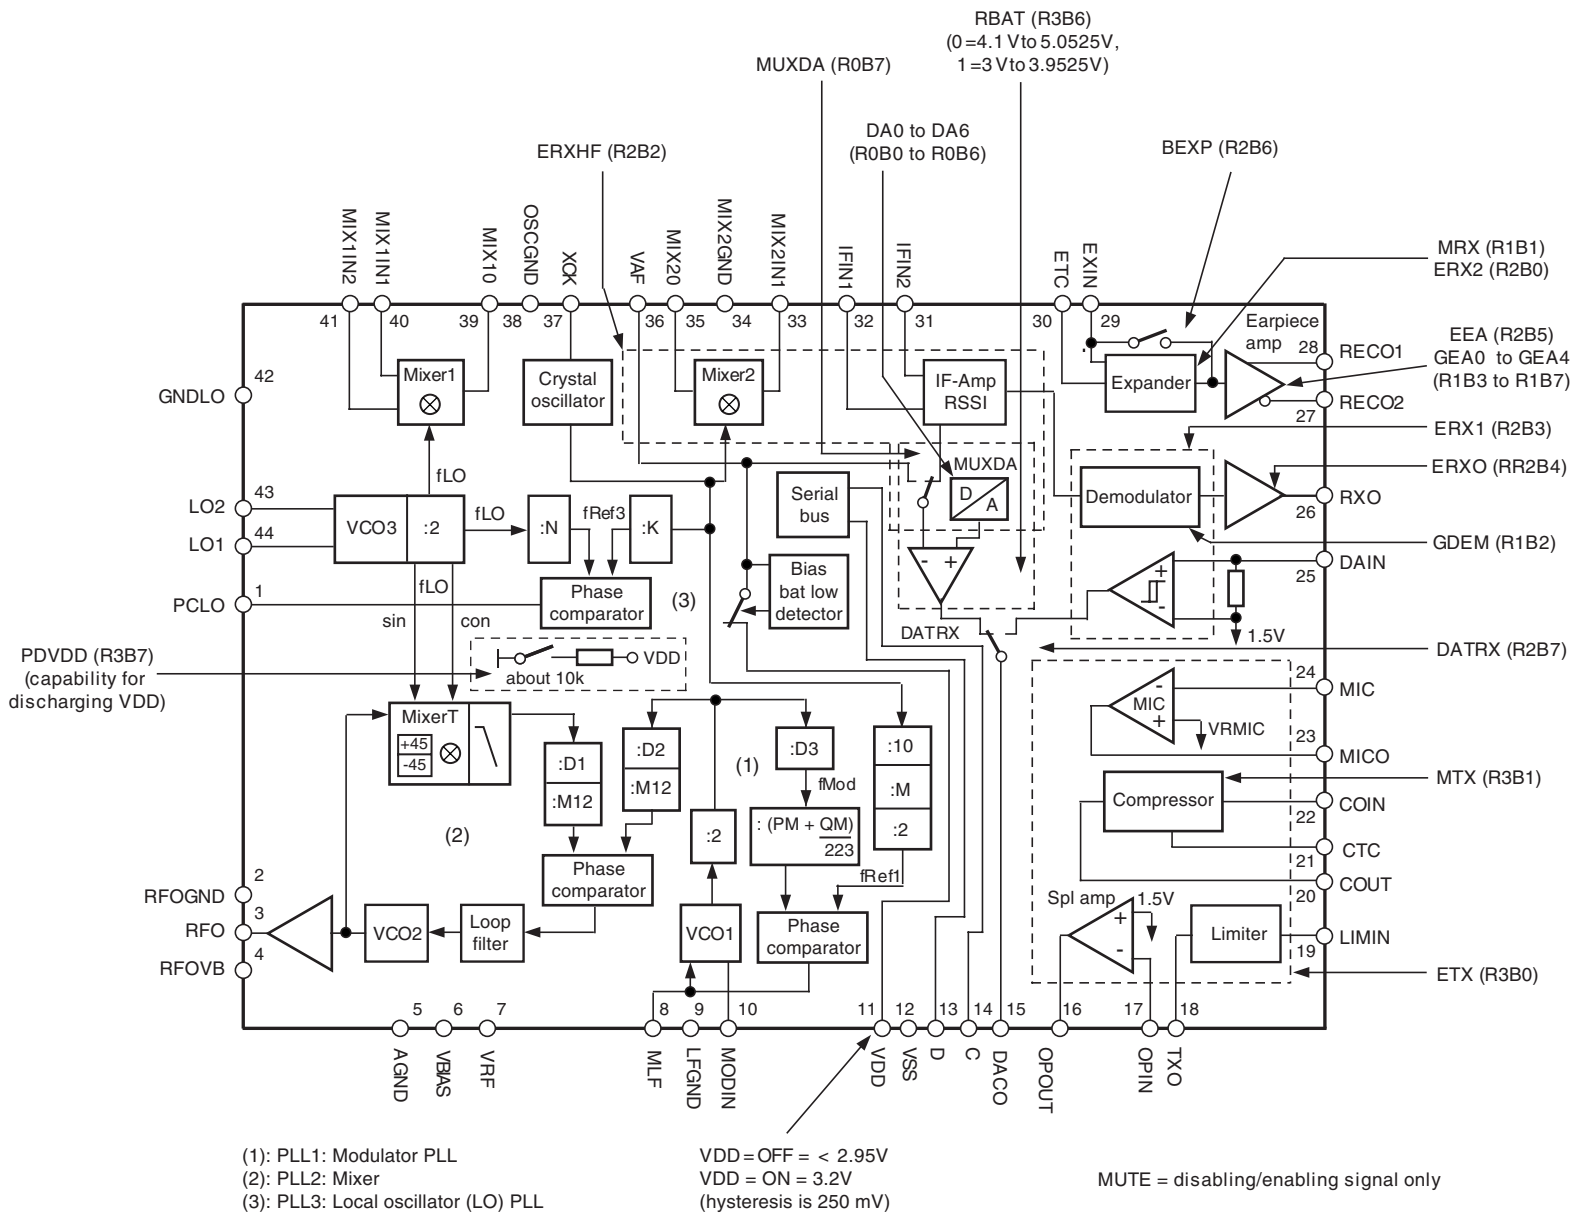 RBAT (R3B6)
(0 =4.1 Vto 5.0525V,
1 =3 Vto 3.9525V)
MUXDA (R0B7)
DA0 to DA6
(R0B0 to R0B6)
ERXHF (R2B2)
BEXP (R2B6)
MIX1IN2
MIX1IN1
MIX10
OSCGND
XCK
VAF
MIX20
MIX2GND
MIX2IN1
IFIN1
IFIN2
ETC
EXIN
MRX (R1B1)
ERX2 (R2B0)
41
40
39
38
37
36
35
34
33
32
31
30
29
Earpiece
amp
28
RECO1
EEA (R2B5)
GEA0 to GEA4
(R1B3 to R1B7)
Mixer1
Crystal
oscillator
Mixer2
IF-Amp
RSSI
Expander
42
GNDLO
RECO2
27
ERX1 (R2B3)
fLO
MUXDA
D
A
ERXO (RR2B4)
Demodulator
43
LO2
44
LO1
VCO3
:2
fLO
:N
fRef3
:K
Serial
bus
RXO
26
GDEM (R1B2)
- +
DAIN
25
fLO
Bias
bat low
detector
+
-
1
PCLO
Phase
comparator
(3)
sin
con
DATRX
1.5V
DATRX (R2B7)
PDVDD (R3B7)
(capability for
discharging VDD)
VDD
about 10k
24
MIC
-
MIC
+
VRMIC
MixerT
+45
-45
:D1
:M12
:D2
:M12
:D3
(1)
fMod
:10
:M
:2
23
MICO
MTX (R3B1)
Compressor
COIN
22
(2)
:2
: (PM + QM)
223
CTC
21
Phase
comparator
fRef1
COUT
20
2
RFOGND
3
RFO
4
RFOVB
VCO2
Loop
filter
VCO1
Phase
comparator
Spl amp
1.5V
+
-
Limiter
LIMIN
19
ETX (R3B0)
5
6
7
8
9
10
11
12
13
14
15
16
17
18
AGND
VBIAS
VRF
MLF
LFGND
MODIN
VDD
VSS
D
C
DACO
OPOUT
OPIN
TXO
(1): PLL1: Modulator PLL
(2): PLL2: Mixer
(3): PLL3: Local oscillator (LO) PLL
VDD = OFF = < 2.95V
VDD = ON = 3.2V
(hysteresis is 250 mV)
MUTE = disabling/enabling signal only